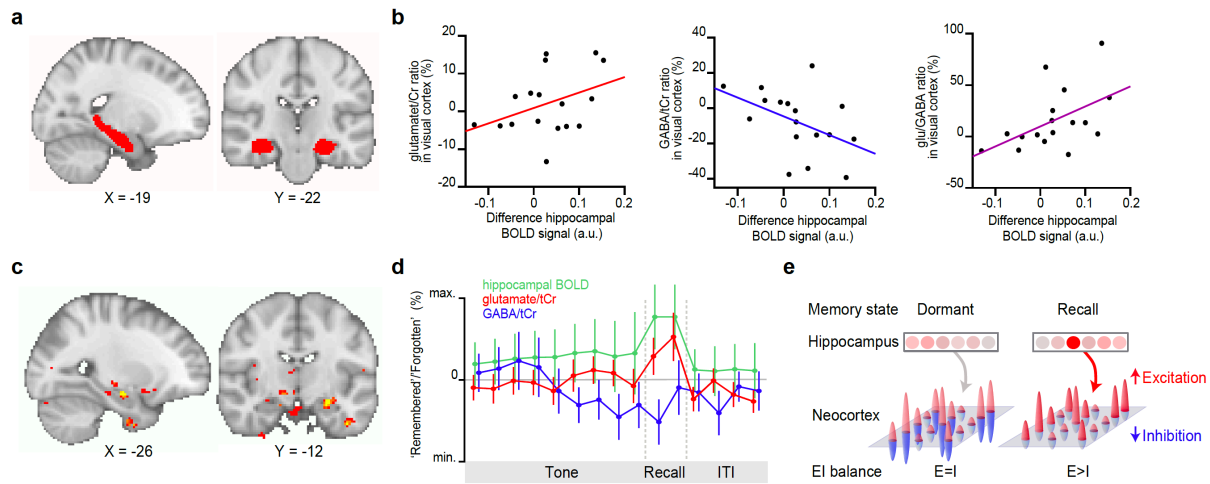 a
X = -19
Y = -22
b
glutamate/tCr ratio
in visual cortex (%)
20
10
0
-10
-20
-0.1
0
0.1
0.2
Difference hippocampal
BOLD signal (a.u.)
GABA/tCr ratio
in visual cortex (%)
40
20
0
-20
-40
-0.1
0
0.1
0.2
Difference hippocampal
BOLD signal (a.u.)
glu/GABA ratio
in visual cortex (%)
100
50
0
-50
-0.1
0
0.1
0.2
Difference hippocampal
BOLD signal (a.u.)
c
X = -26
Y = -12
d
hippocampal BOLD
glutamate/tCr
GABA/tCr
'Remembered'/'Forgotten' (%)
max.
0
min.
Tone
Recall
ITI
e
Memory state
Dormant
Recall
Hippocampus
Excitation
Neocortex
Inhibition
EI balance
E=I
E>I